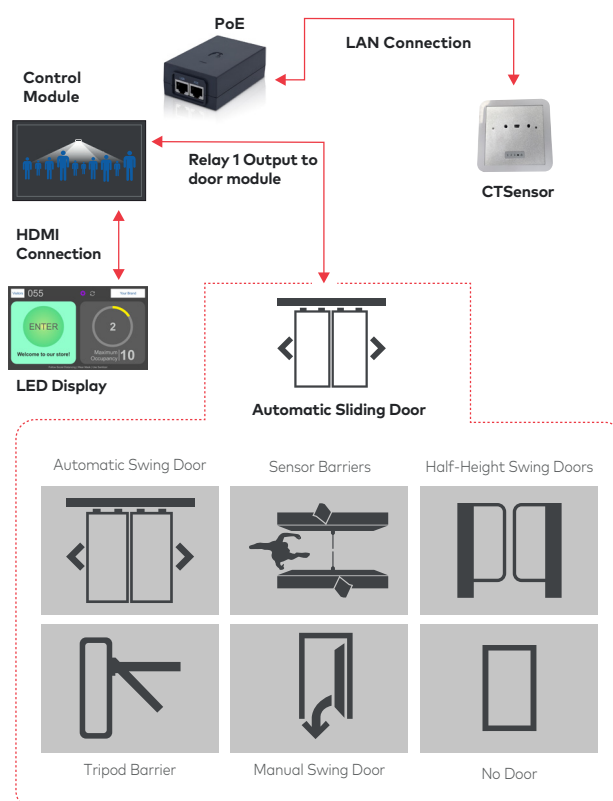 PoE
LAN Connection
Control
Module
Relay 1 Output to
door module
CTSensor
HDMI
Connection
055
Your Brand
ENTER
Welcome to our store!
2
Maximum
Occupancy
10
LED Display
Automatic Sliding Door
Automatic Swing Door
Sensor Barriers
Half-Height Swing Doors
Tripod Barrier
Manual Swing Door
No Door